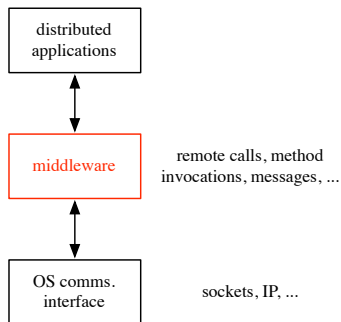 distributed
applications
middleware
remote calls, method
invocations, messages, ...
OS comms.
interface
sockets, IP, ...